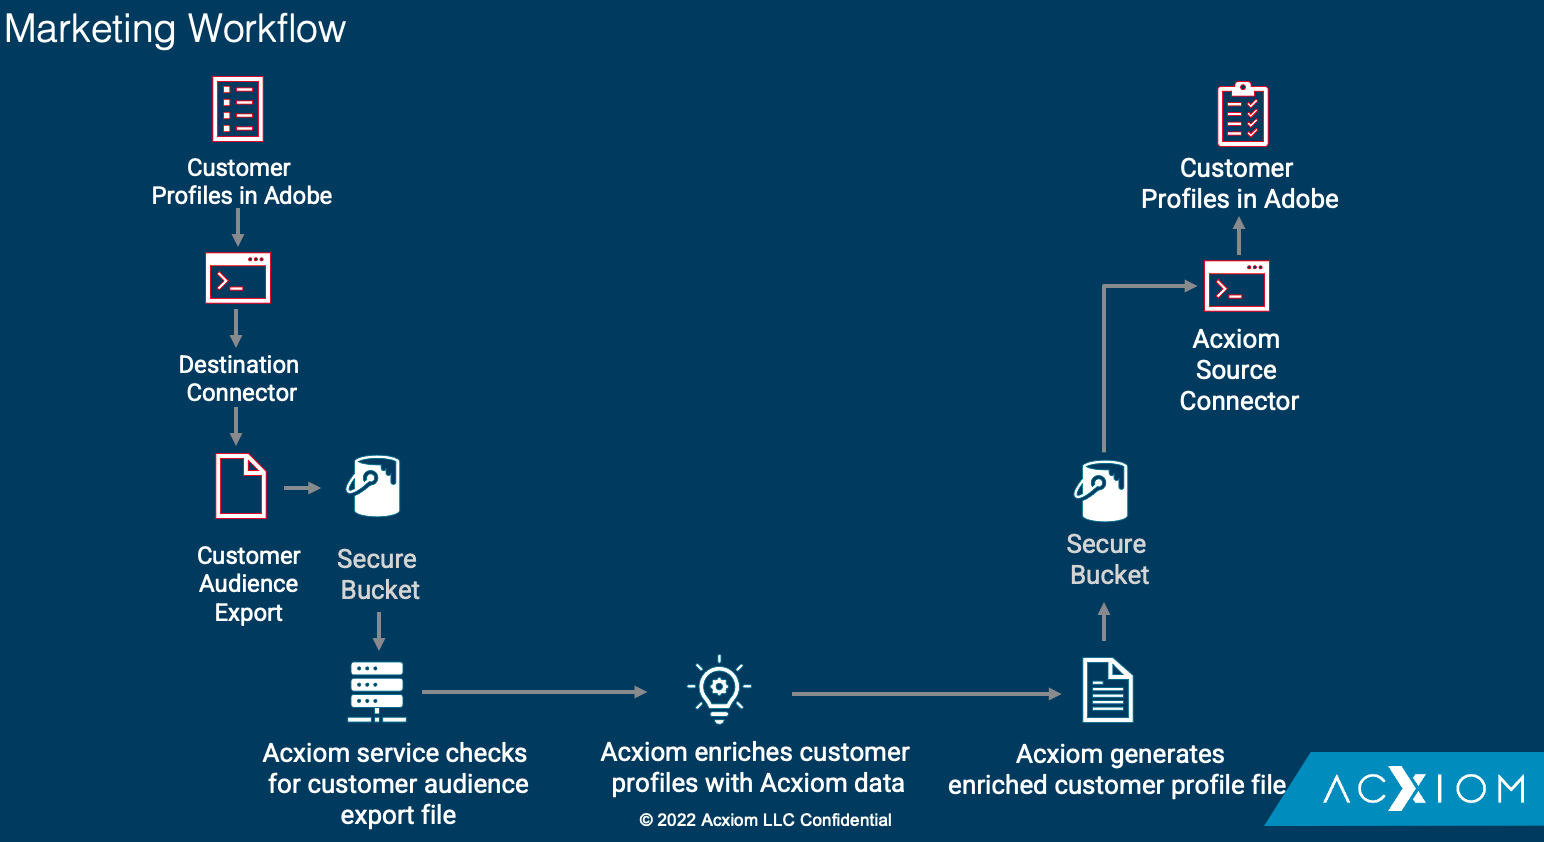 Marketing Workflow
Customer
Profiles in Adobe
Destination
Connector
Customer
Audience
Export
Secure
Bucket
Acxiom service checks
for customer audience
export file
Acxiom enriches customer
profiles with Acxiom data
Acxiom generates
enriched customer profile file
Secure
Bucket
Acxiom
Source
Connector
Customer
Profiles in Adobe
© 2022 Acxiom LLC Confidential
ACXIOM